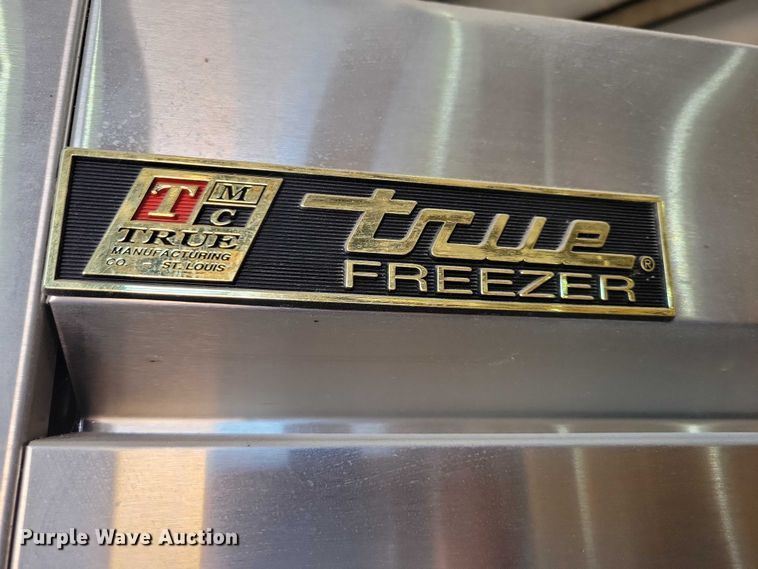 T M
C
TRUE
MANUFACTURING
CO. ST. LOUIS
true®
FREEZER
Purple Wave Auction